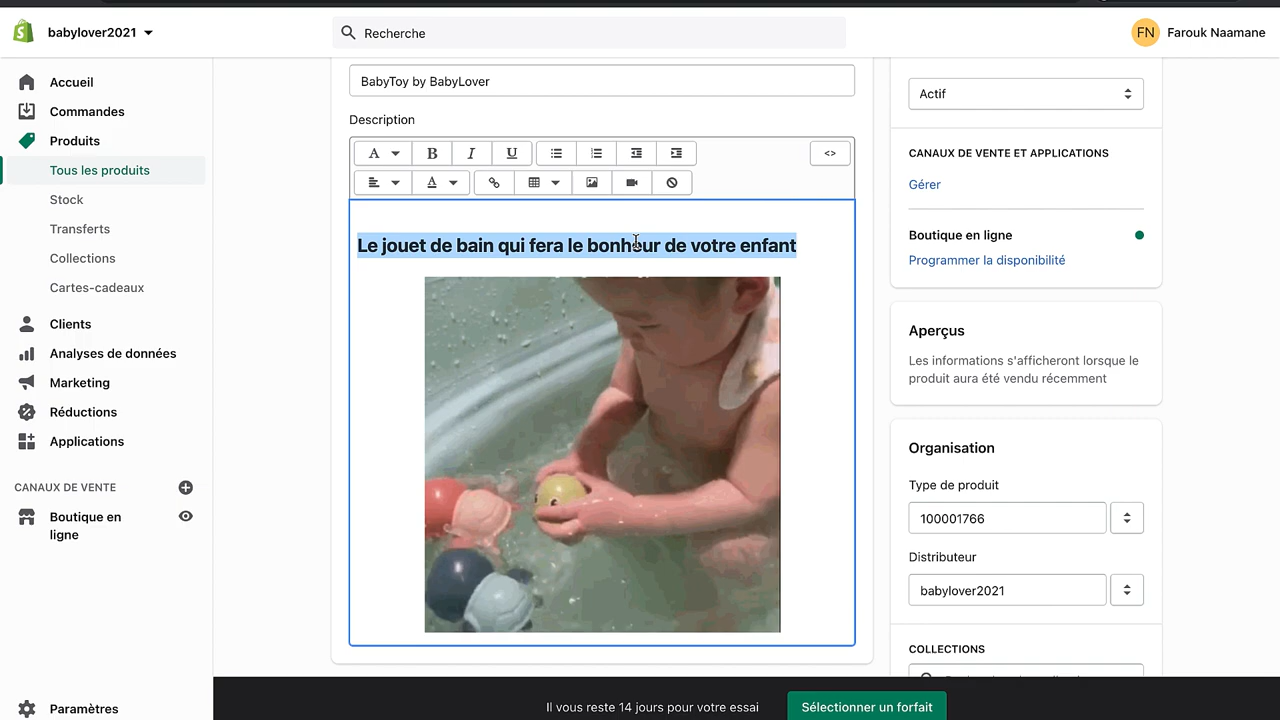 babylover2021
Recherche
FN
Farouk Naamane
Accueil
Commandes
Produits
Tous les produits
Stock
Transferts
Collections
Cartes-cadeaux
Clients
Analyses de données
Marketing
Réductions
Applications
CANAUX DE VENTE
Boutique en
ligne
Paramètres
BabyToy by BabyLover
Description
A
B
I
U
<>
A
Le jouet de bain qui fera le bonheur de votre enfant
Actif
CANAUX DE VENTE ET APPLICATIONS
Gérer
Boutique en ligne
Programmer la disponibilité
Aperçus
Les informations s'afficheront lorsque le
produit aura été vendu récemment
Organisation
Type de produit
100001766
Distributeur
babylover2021
COLLECTIONS
Il vous reste 14 jours pour votre essai
Sélectionner un forfait